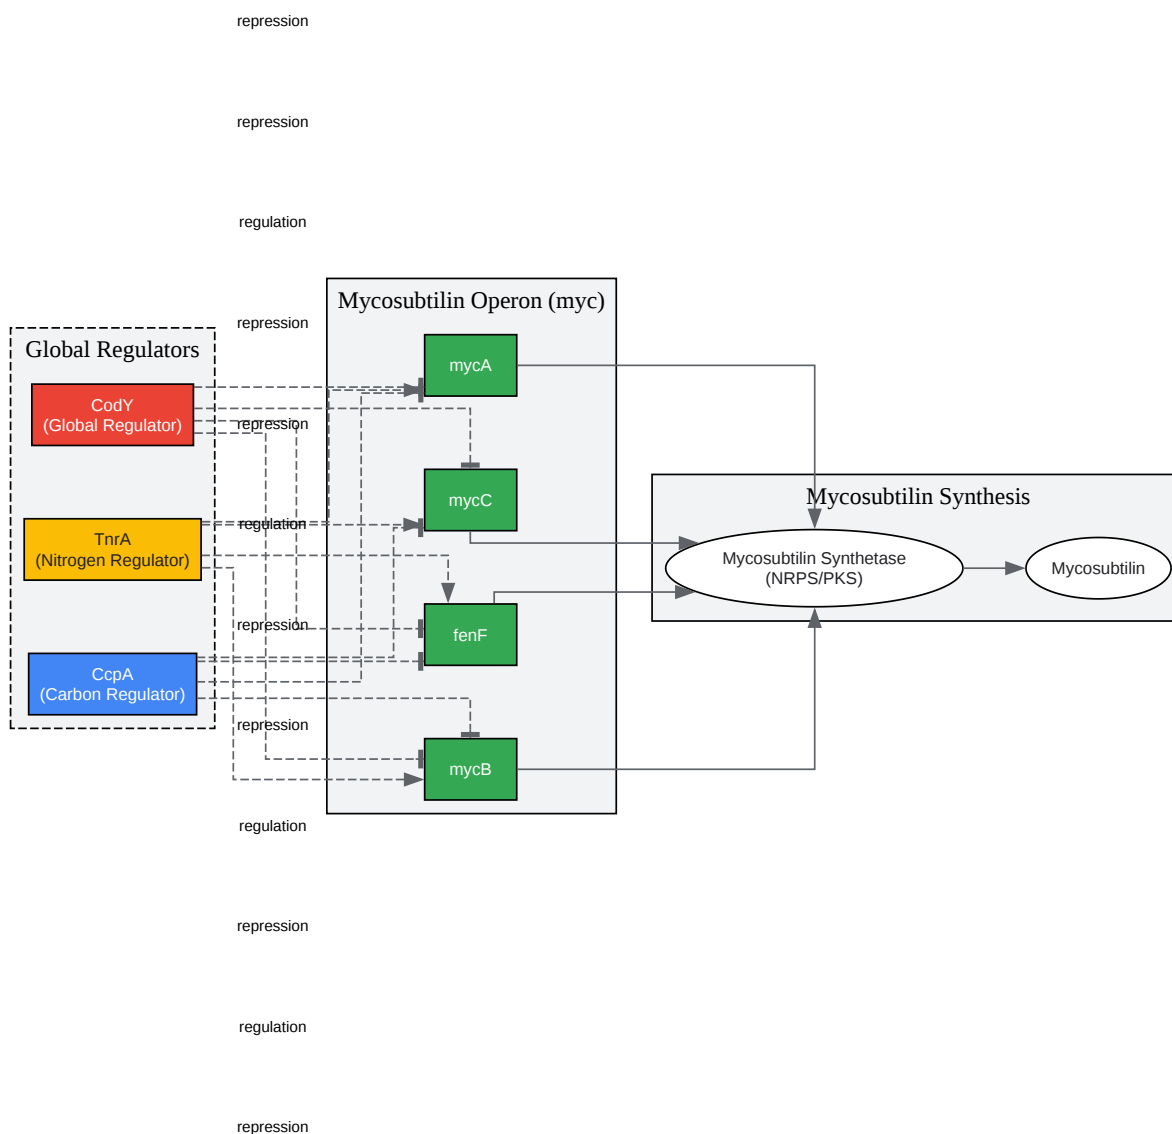 repression
repression
regulation
repression
repression
regulation
repression
repression
regulation
repression
regulation
repression
Global Regulators
CodY
(Global Regulator)
TnrA
(Nitrogen Regulator)
CcpA
(Carbon Regulator)
Mycosubtilin Operon (myc)
mycA
mycC
fenF
mycB
Mycosubtilin Synthesis
Mycosubtilin Synthetase
(NRPS/PKS)
Mycosubtilin